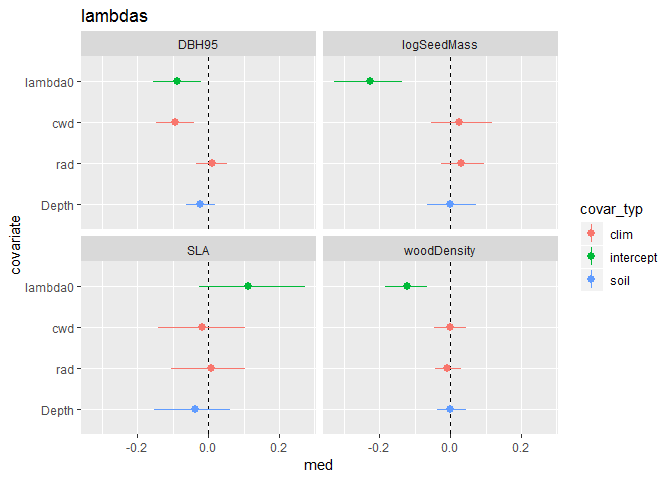 lambdas
DBH95
logSeedMass
lambda0
cwd
rad
Depth
SLA
woodDensity
lambda0
cwd
rad
Depth
-0.2
0.0
0.2
-0.2
0.0
0.2
med
covariate
covar_typ
clim
intercept
soil